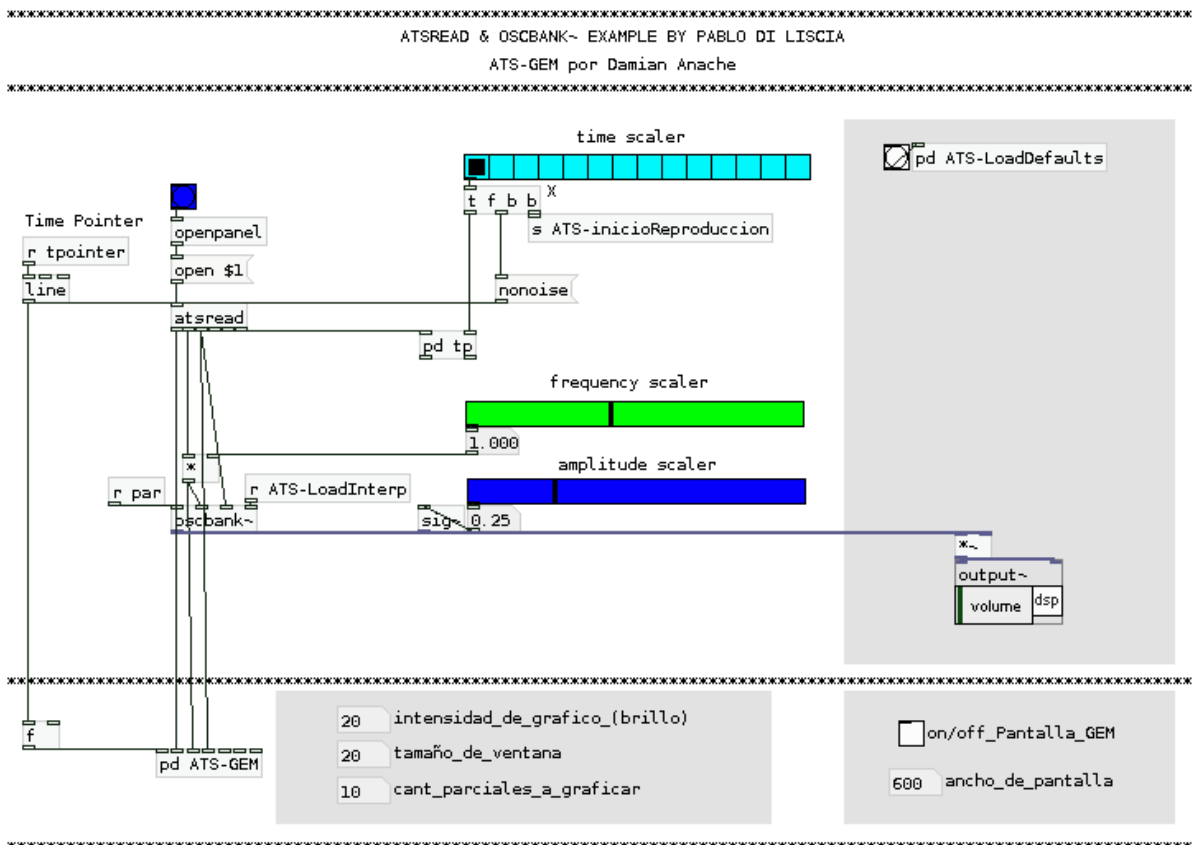 ATSREAD & OSCBANK~ EXAMPLE BY PABLO DI LISCIA
ATS-GEM por Damian Anache
time scaler
pd ATS-LoadDefaults
X
t f b b
Time Pointer
openpanel
s ATS-inicioReproduccion
r tpointer
open $1
line
nonoise
atsread
pd tp
frequency scaler
1.000
*
amplitude scaler
r par
r ATS-LoadInterp
oscbank~
sig~
0.25
*~
output~
volume
dsp
f
20
intensidad_de_grafico_(brillo)
on/off_Pantalla_GEM
20
tamaño_de_ventana
pd ATS-GEM
600
ancho_de_pantalla
10
cant_parciales_a_graficar